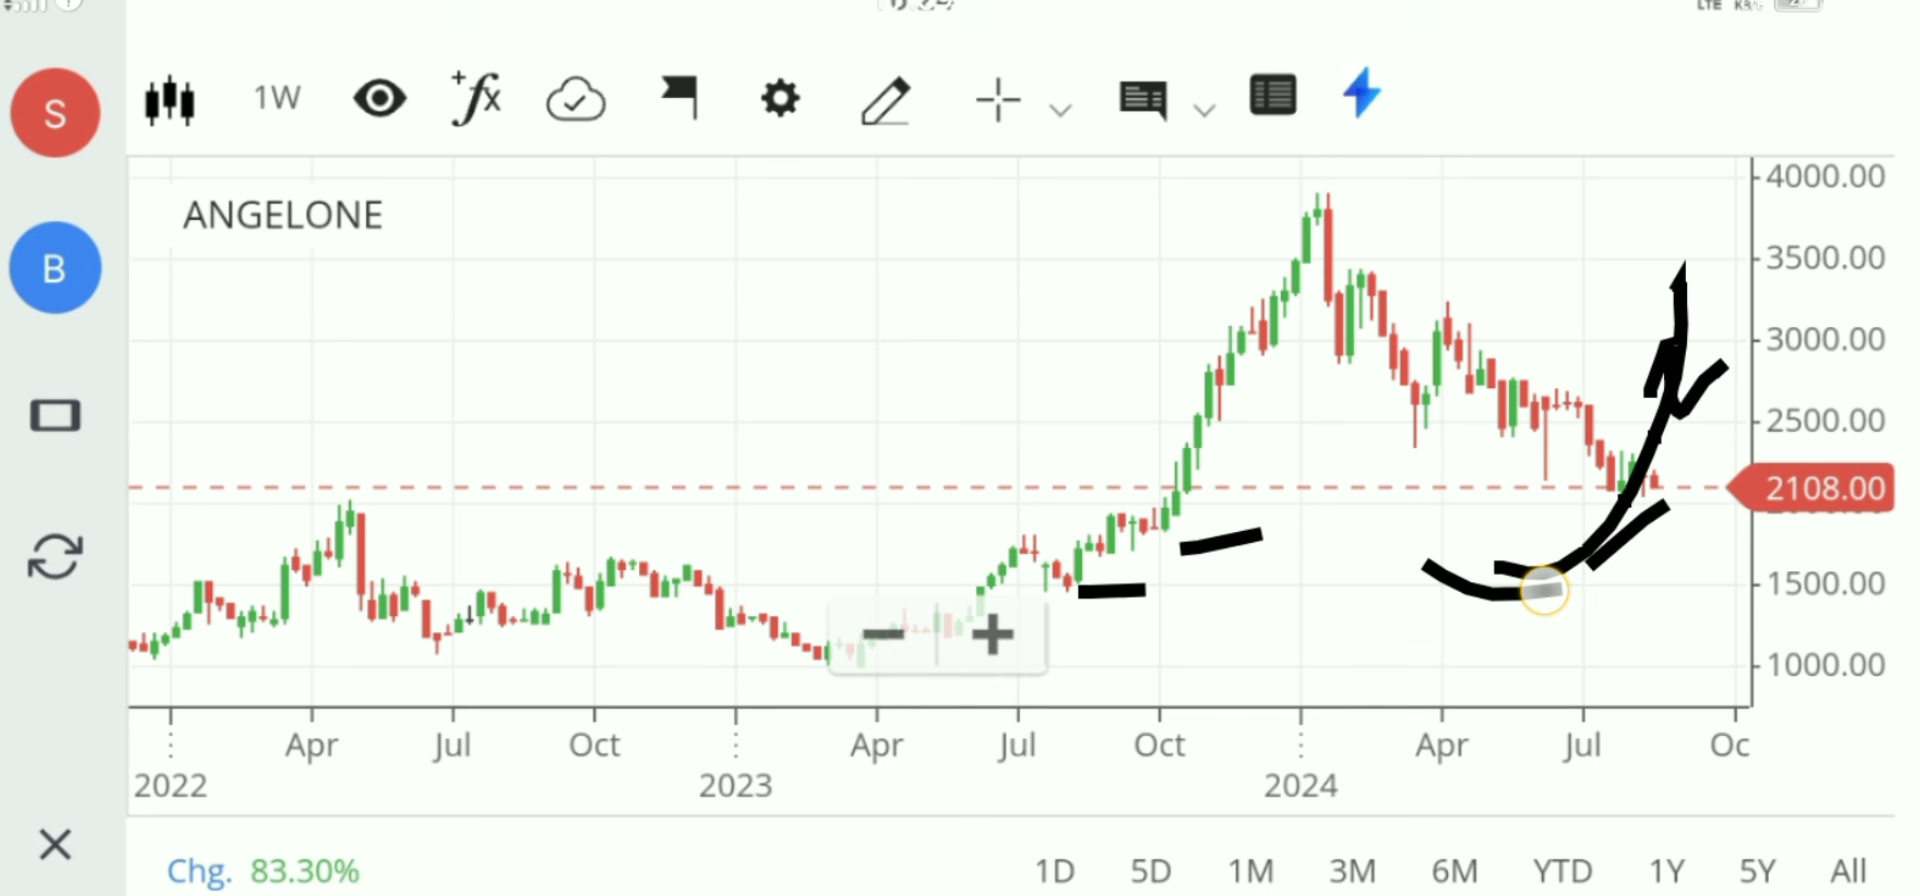 LTE
S
1W
fx
4000.00
ANGELONE
3500.00
B
3000.00
2500.00
2108.00
1500.00
1000.00
Apr Jul Oct Apr Jul Oct Apr Jul Oc
2022 2023 2024
Chg. 83.30% 1D 5D 1M 3M 6M YTD 1Y 5Y All